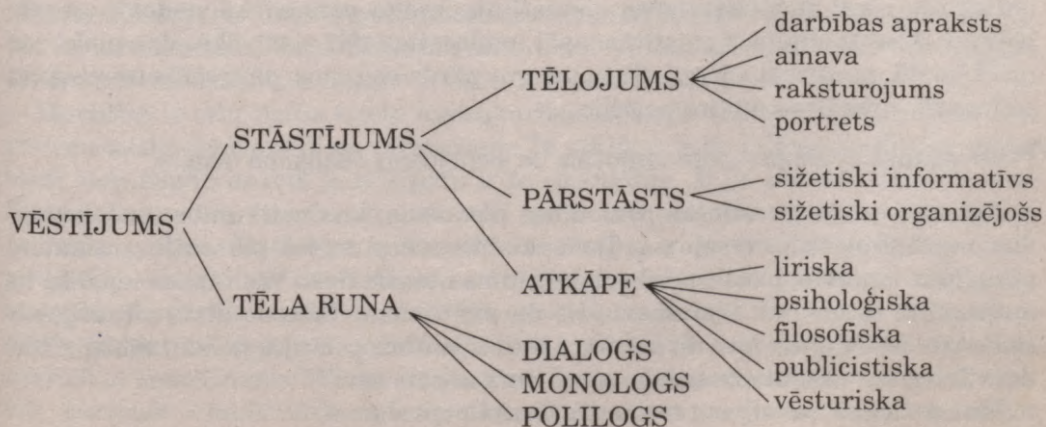 VĒSTĪJUMS
STĀSTĪJUMS
TĒLA RUNA
TĒLOJUMS
PĀRSTĀSTS
ATKĀPE
DIALOGS
MONOLOGS
POLILOGS
darbības apraksts
ainava
raksturojums
portrets
sižetiski informatīvs
sižetiski organizējošs
liriska
psiholoģiska
filosofiska
publicistiska
vēsturiska